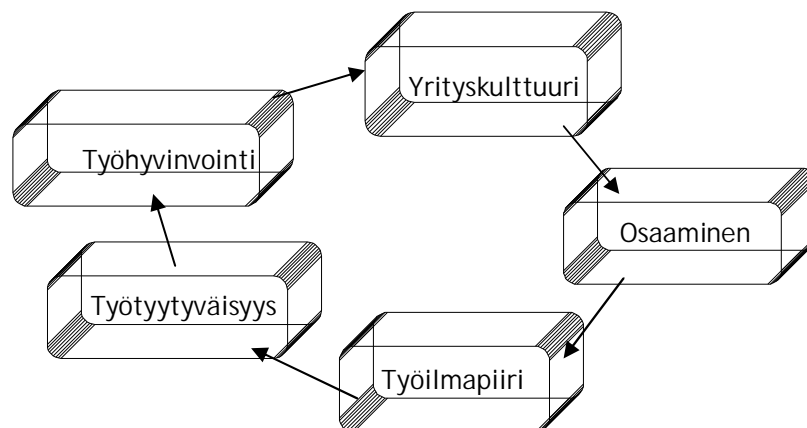 Yrityskulttuuri
Työhyvinvointi
Osaaminen
Työtyytyväisyys
Työilmapiiri